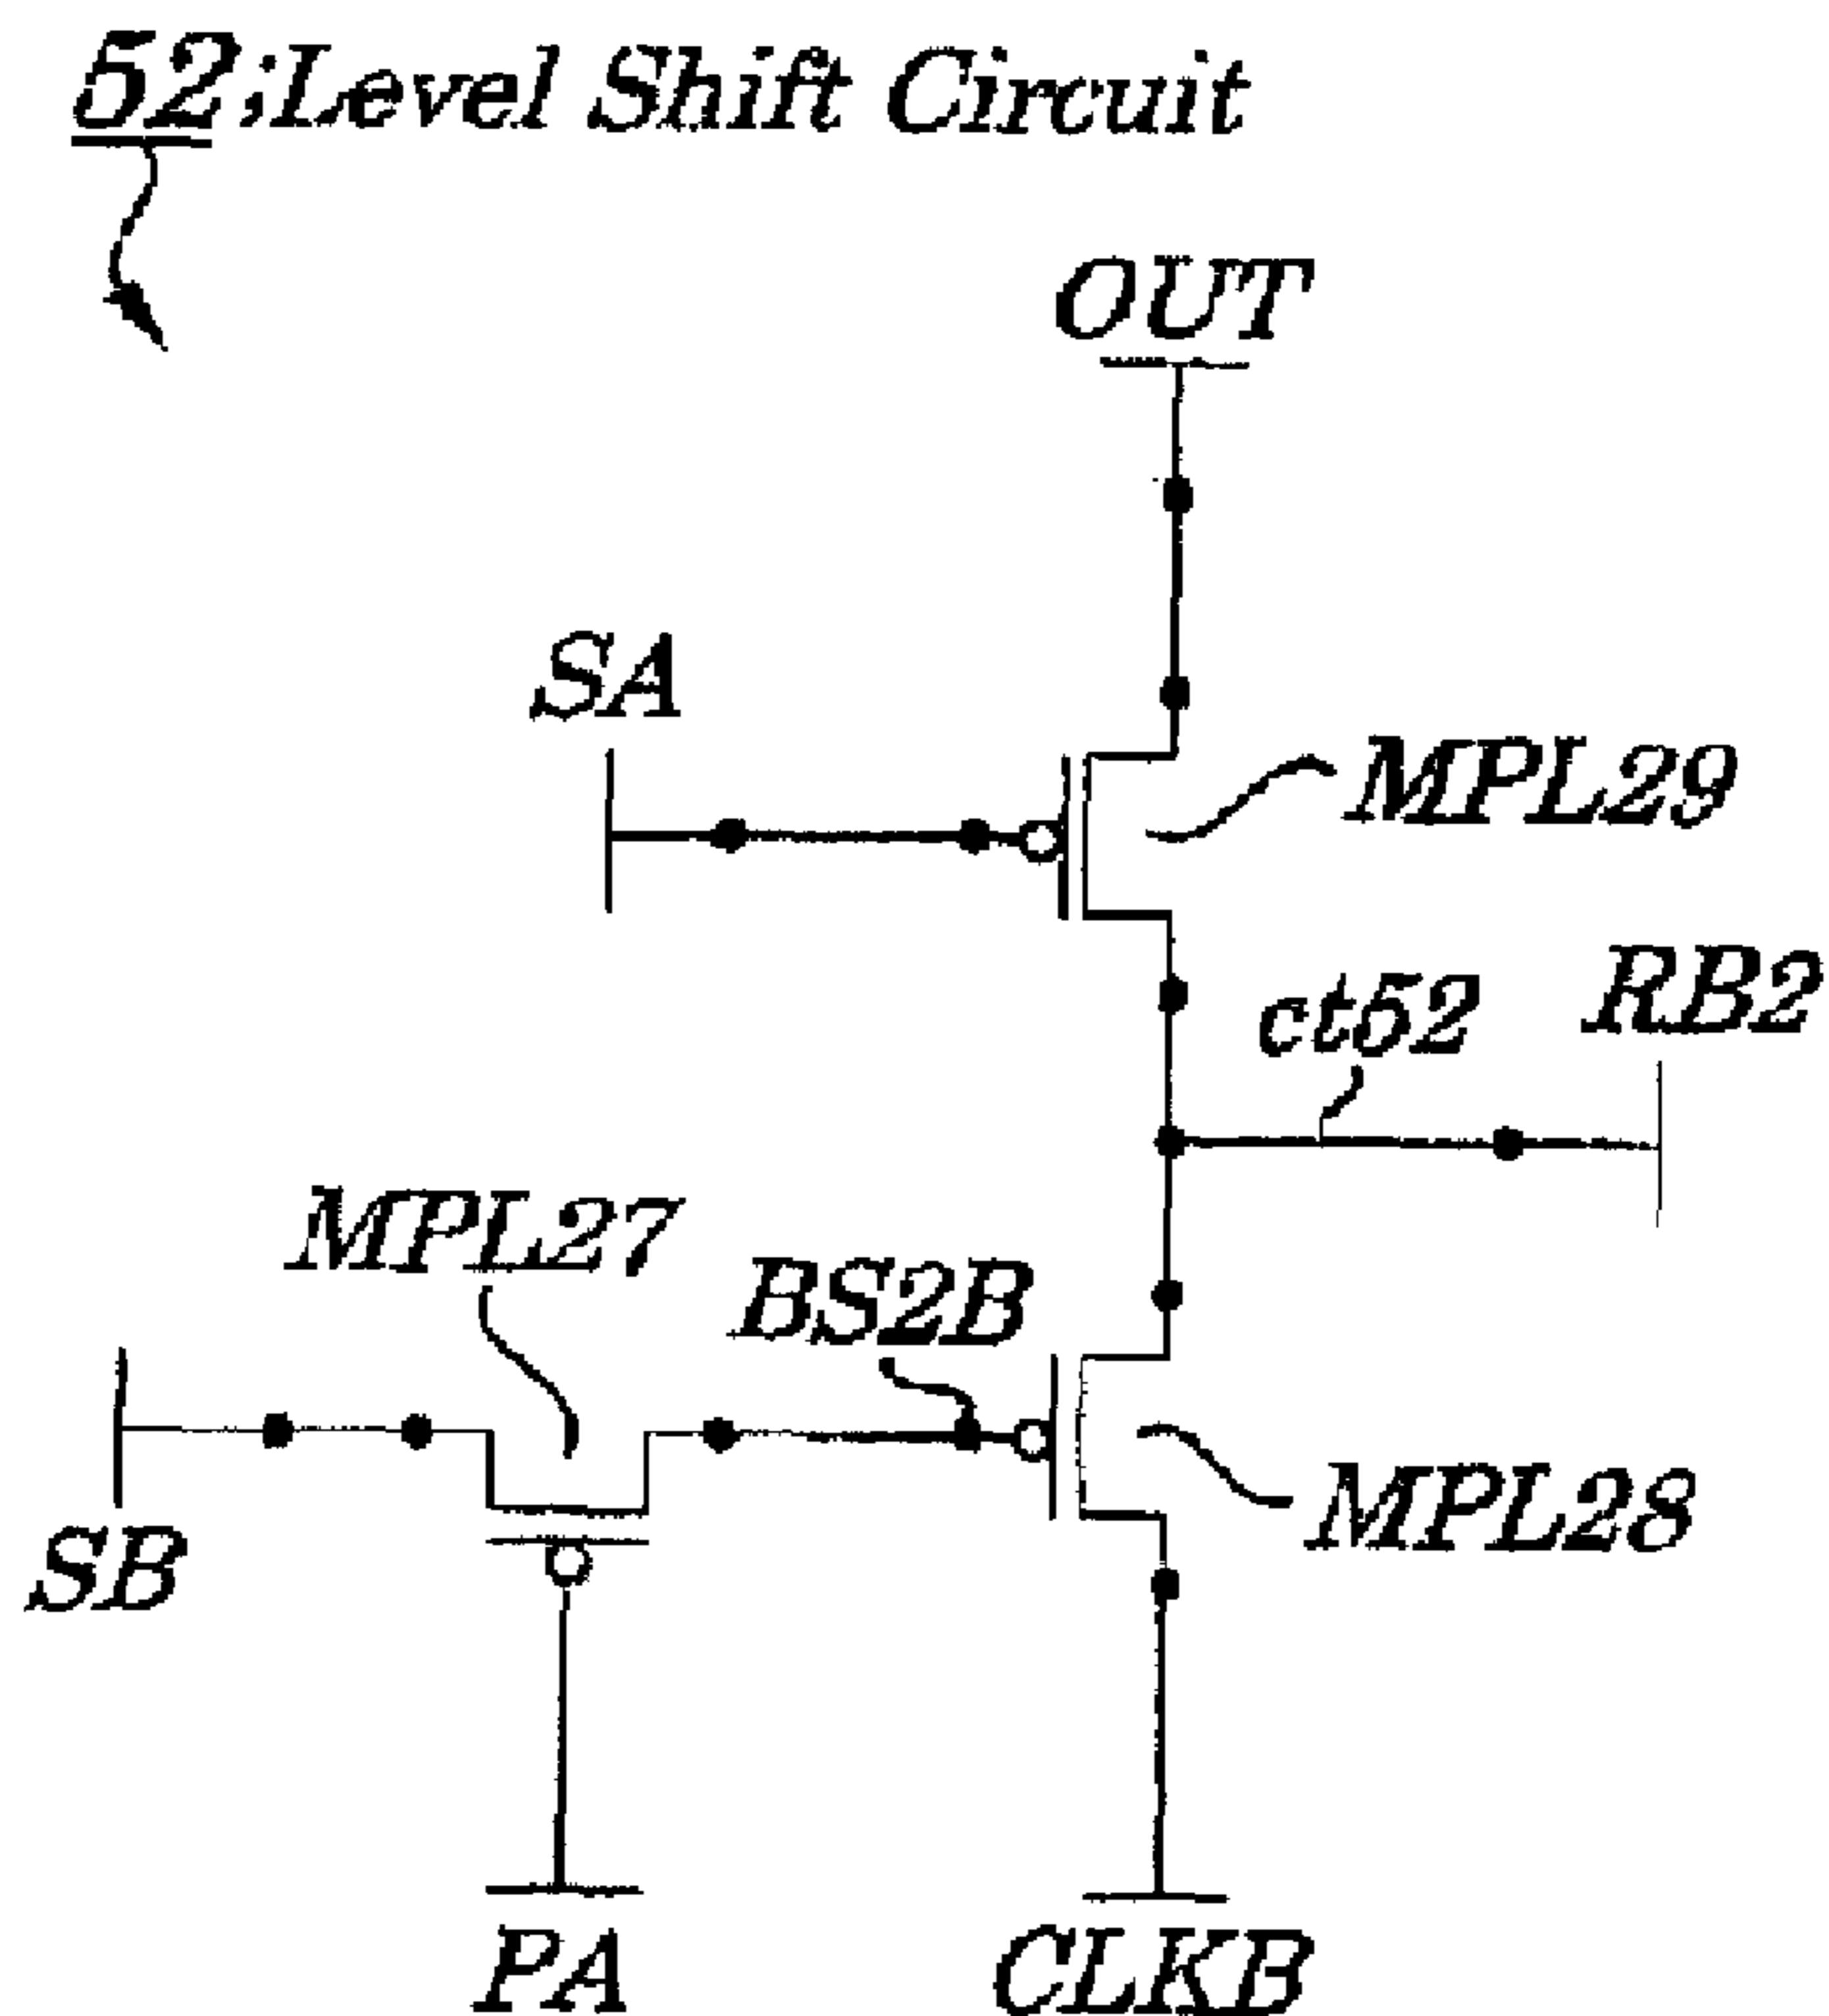 52:Level Shift Circuit
OUT
SA
MPL29
ct52
RB2
MPL27
BS2B
SB
MPL28
PA
CLKB